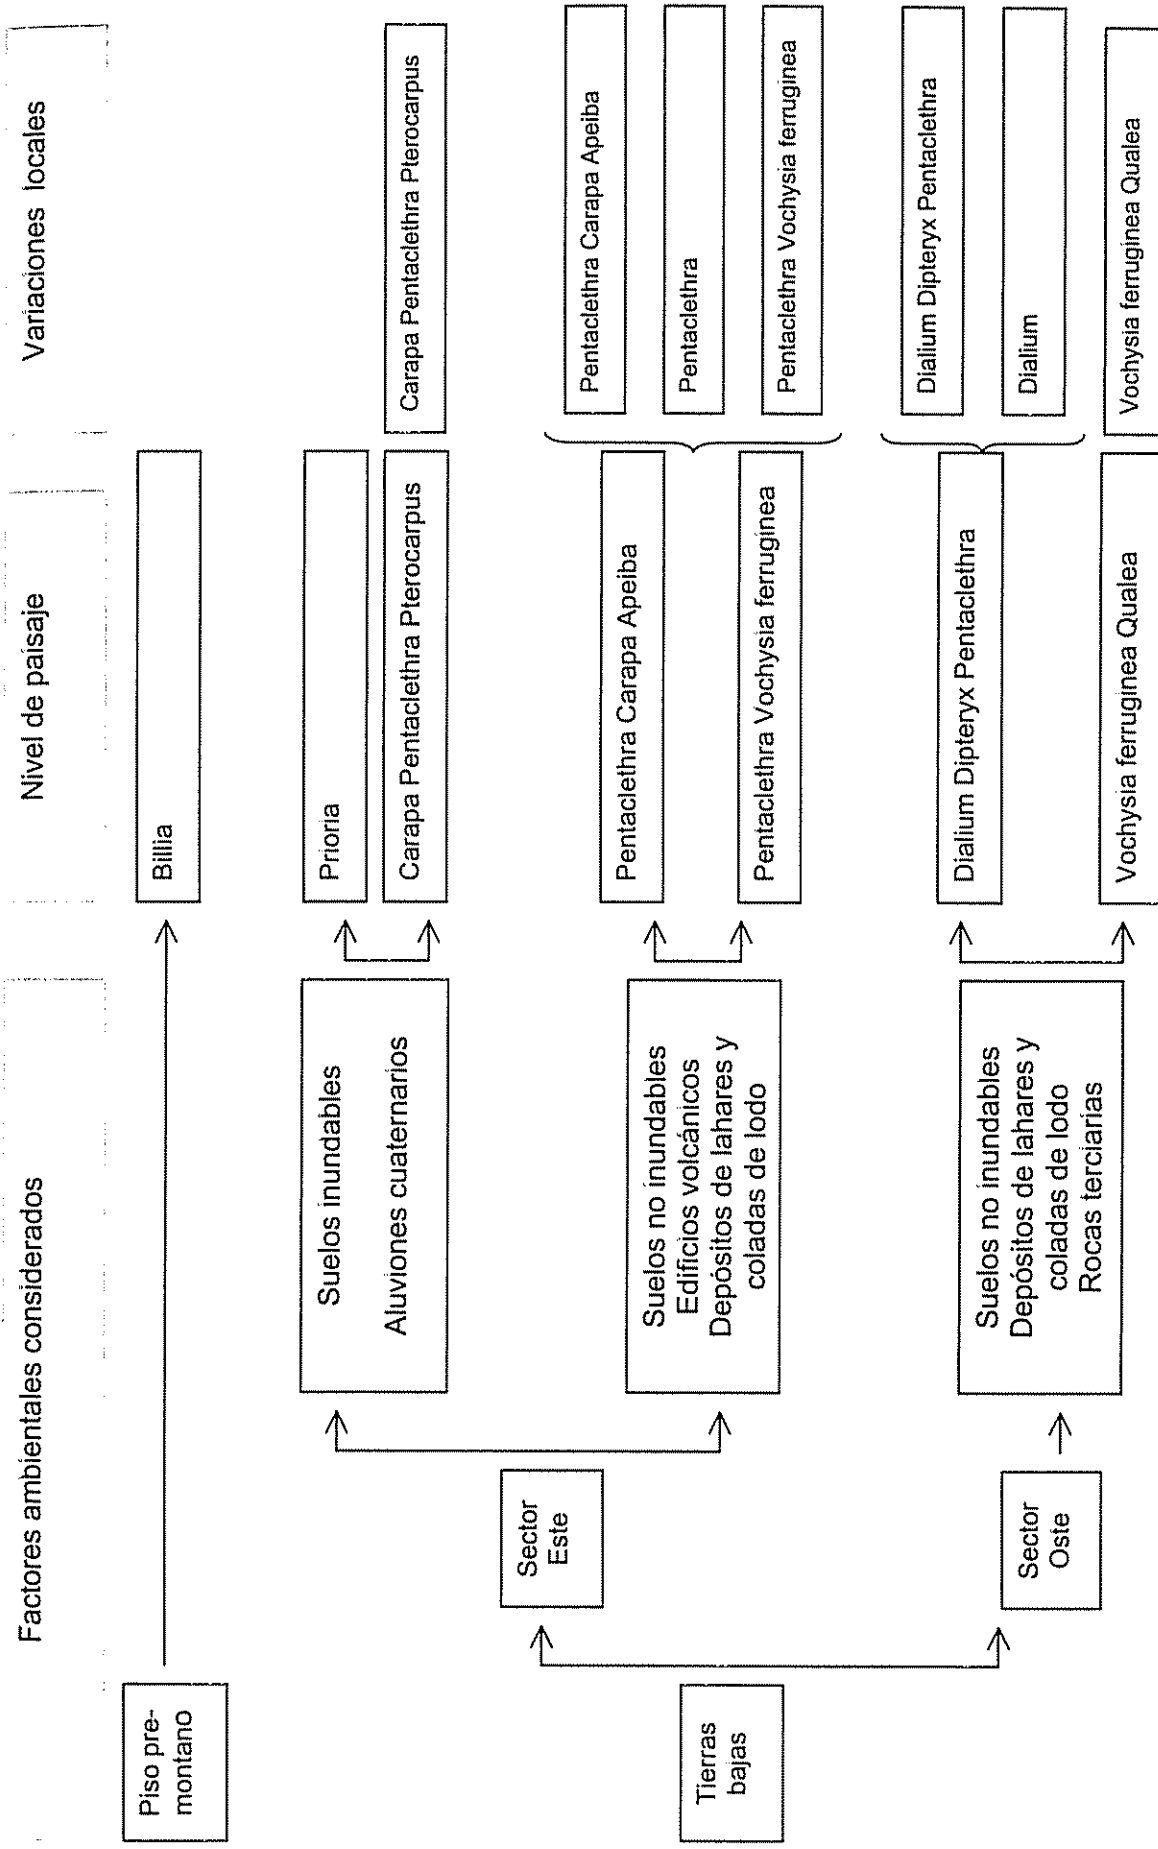 Factores ambientales considerados
Nivel de paisaje
Variaciones locales
Piso pre-
montano
Billia
Tierras
bajas
Sector
Este
Suelos inundables
Aluviones cuaternarios
Prioria
Carapa Pentaclethra Pterocarpus
Carapa Pentaclethra Pterocarpus
Suelos no inundables
Edificios volcánicos
Depósitos de lahares y
coladas de lodo
Pentaclethra Carapa Apeiba
Pentaclethra Vochysia ferruginea
Pentaclethra Carapa Apeiba
Pentaclethra
Pentaclethra Vochysia ferruginea
Sector
Oste
Suelos no inundables
Depósitos de lahares y
coladas de lodo
Rocas terciarias
Dialium Dipteryx Pentaclethra
Vochysia ferruginea Qualea
Dialium Dipteryx Pentaclethra
Dialium
Vochysia ferruginea Qualea